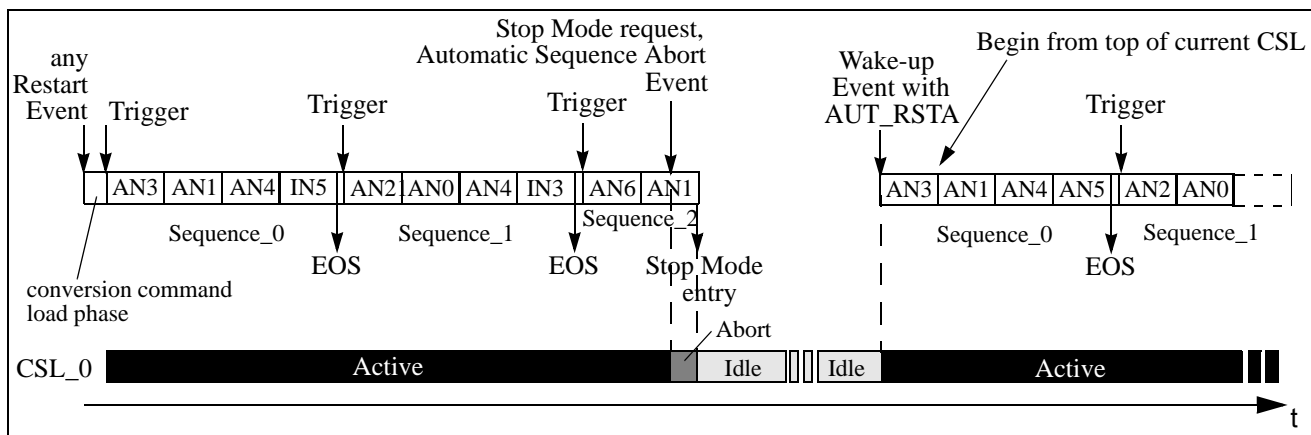 Stop Mode request,
Automatic Sequence Abort
Event
any
Restart
Event
Trigger
Trigger
Trigger
Wake-up
Event with
AUT_RSTA
Begin from top of current CSL
Trigger
AN3 AN1 AN4 IN5 AN21 AN0 AN4 IN3 AN6 AN1
AN3 AN1 AN4 AN5 AN2 AN0
Sequence_0
Sequence_1
Sequence_2
Sequence_0
Sequence_1
EOS
EOS
EOS
Stop Mode
entry
conversion command
load phase
Abort
CSL_0
Active
Idle
Idle
Active
t